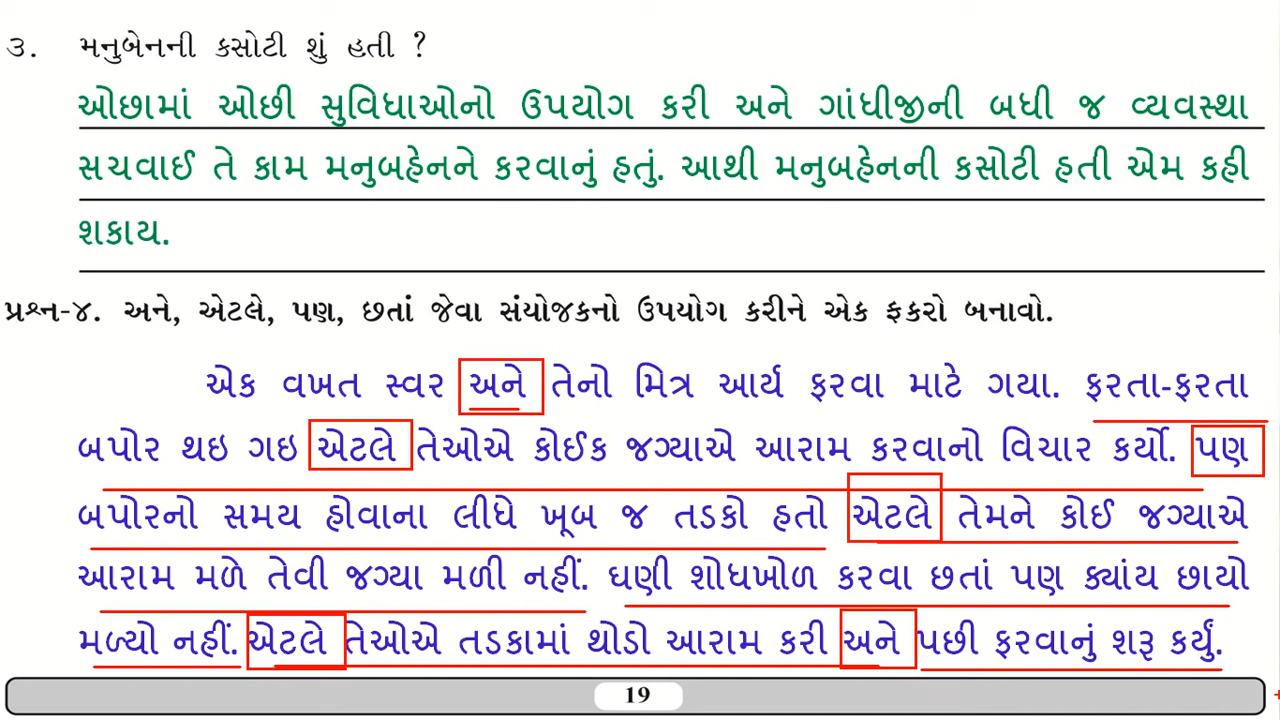 ૩. મનુબેનની કસોટી શું હતી ?
ઓછામાં ઓછી સુવિધાઓનો ઉપયોગ કરી અને ગાંધીજીની બધી જ વ્યવસ્થા
સચવાઈ તે કામ મનુબહેનને કરવાનું હતું. આથી મનુબહેનની કસોટી હતી એમ કહી
શકાય.
પ્રશ્ન-૪. અને, એટલે, પણ, છતાં જેવા સંયોજકનો ઉપયોગ કરીને એક ફકરો બનાવો.
એક વખત સ્વર અને તેનો મિત્ર આર્ય ફરવા માટે ગયા. ફરતા-ફરતા
બપોર થઇ ગઇ એટલે તેઓએ કોઈક જગ્યાએ આરામ કરવાનો વિચાર કર્યો. પણ
બપોરનો સમય હોવાના લીધે ખૂબ જ તડકો હતો એટલે તેમને કોઈ જગ્યાએ
આરામ મળે તેવી જગ્યા મળી નહીં. ઘણી શોધખોળ કરવા છતાં પણ ક્યાંય છાયો
મળ્યો નહીં. એટલે તેઓએ તડકામાં થોડો આરામ કરી અને પછી ફરવાનું શરૂ કર્યું.
19